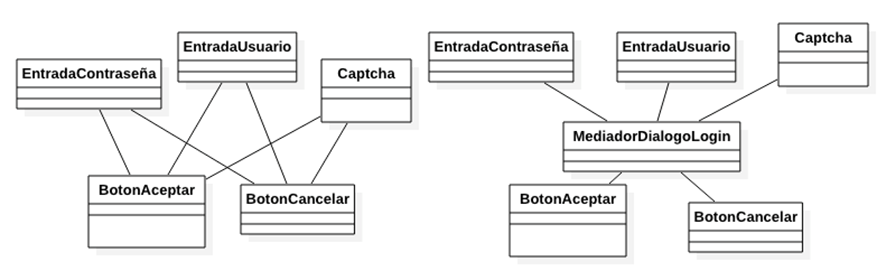 EntradaContraseña
EntradaUsuario
Captcha
BotonAceptar
BotonCancelar
EntradaContraseña
EntradaUsuario
Captcha
MediadorDialogoLogin
BotonAceptar
BotonCancelar